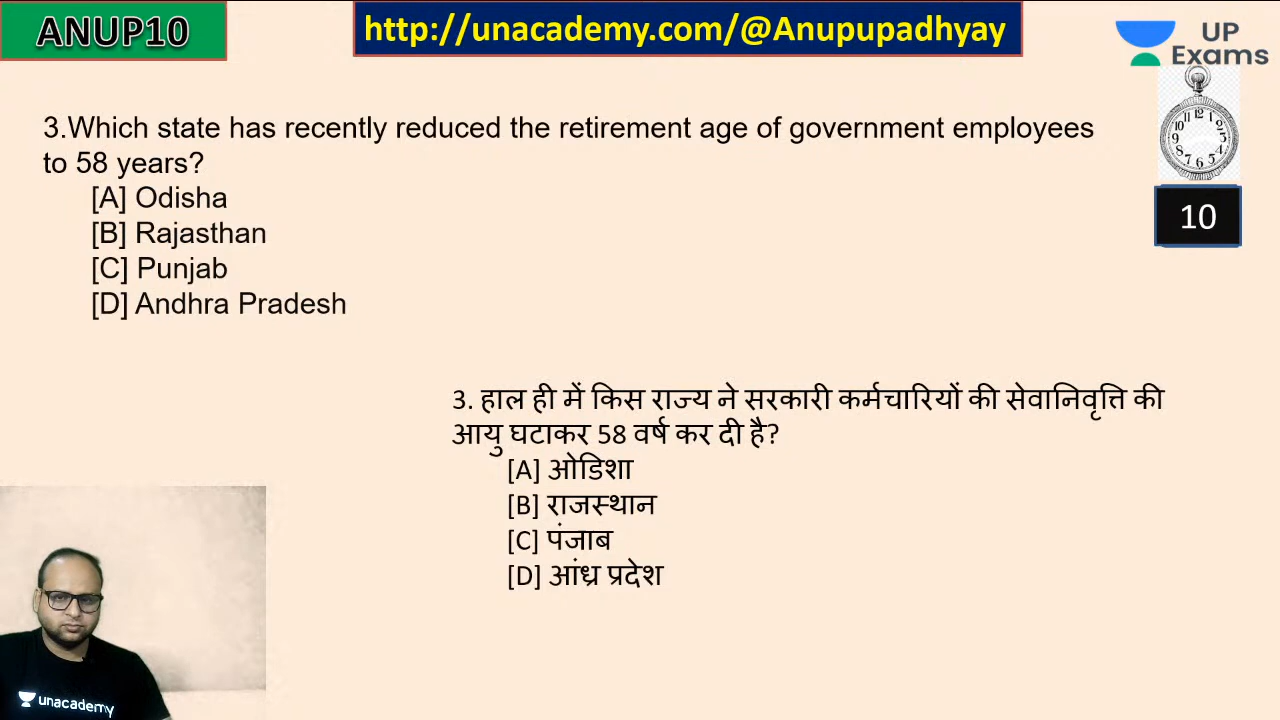 ANUP10
http://unacademy.com/@Anupupadhyay
UP
Exams
3.Which state has recently reduced the retirement age of government employees
to 58 years?
[A] Odisha
[B] Rajasthan
[C] Punjab
[D] Andhra Pradesh
10
3. हाल ही में किस राज्य ने सरकारी कर्मचारियों की सेवानिवृत्ति की
आयु घटाकर 58 वर्ष कर दी है?
[A] ओडिशा
[B] राजस्थान
[C] पंजाब
[D] आंध्र प्रदेश
unacademy